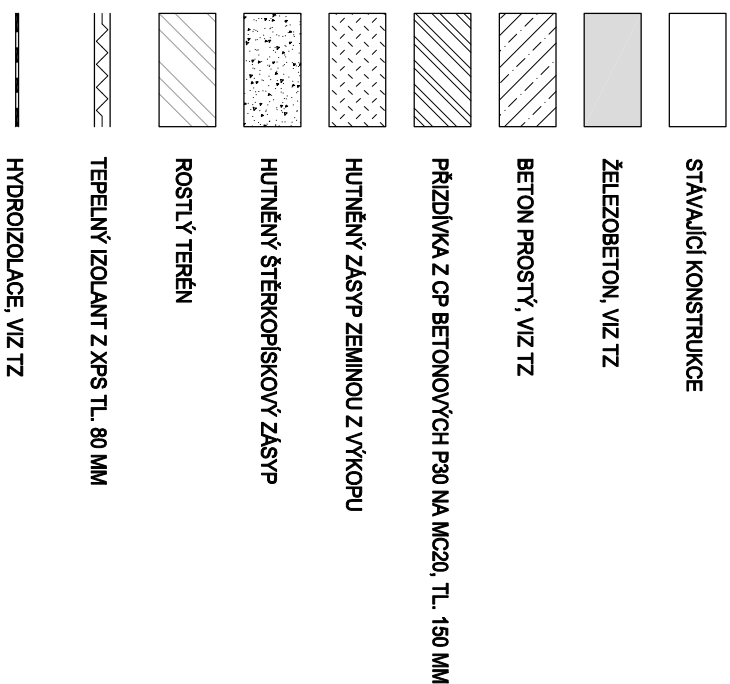 STÁVAJÍCÍ KONSTRUKCE
ŽELEZOBETON, VIZ TZ
BETON PROSTÝ, VIZ TZ
PŘIZDÍVKA Z CP BETONOVÝCH P30 NA MC20, TL. 150 MM
HUTNĚNÝ ZÁSYP ZEMINOU Z VÝKOPU
HUTNĚNÝ ŠTĚRKOPÍSKOVÝ ZÁSYP
ROSTLÝ TERÉN
TEPELNÝ IZOLANT Z XPS TL. 80 MM
HYDROIZOLACE, VIZ TZ